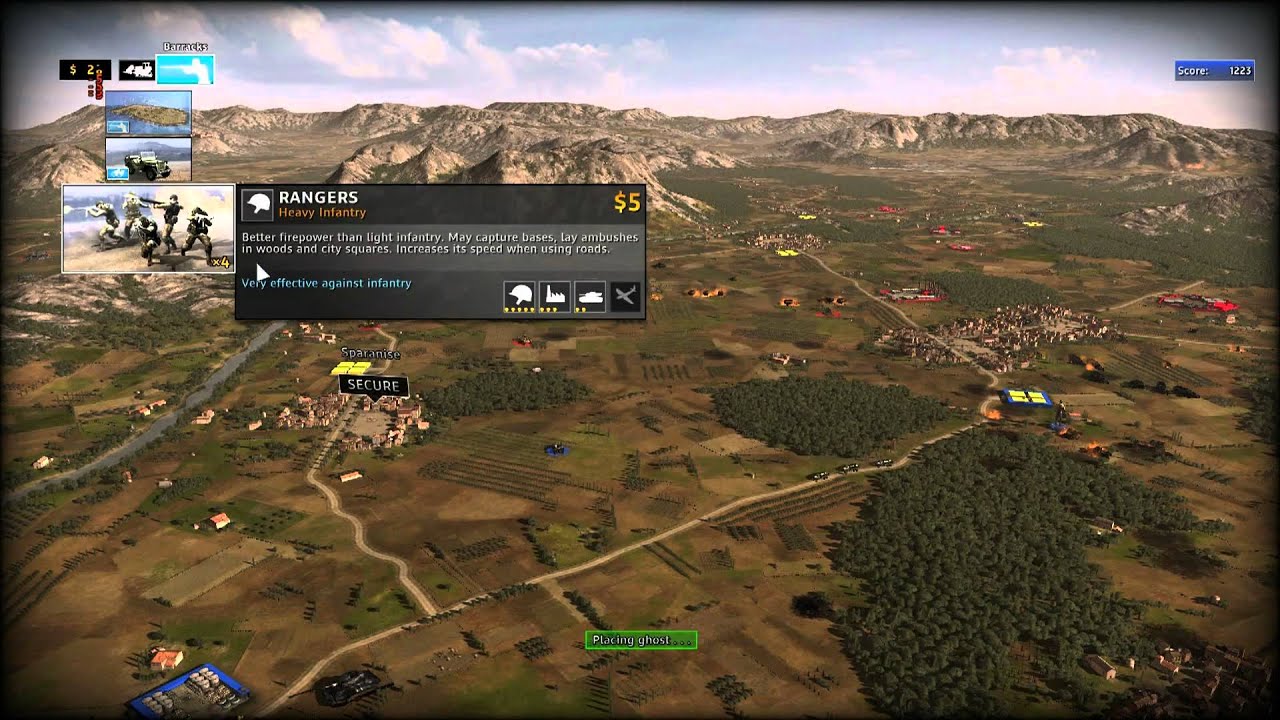 Barracks
$ 2
Score: 1223
RANGERS
$5
Heavy Infantry
Better firepower than light infantry. May capture bases, lay ambushes
in woods and city squares. Increases its speed when using roads.
x4
Very effective against infantry
Sparanise
SECURE
Placing ghost...